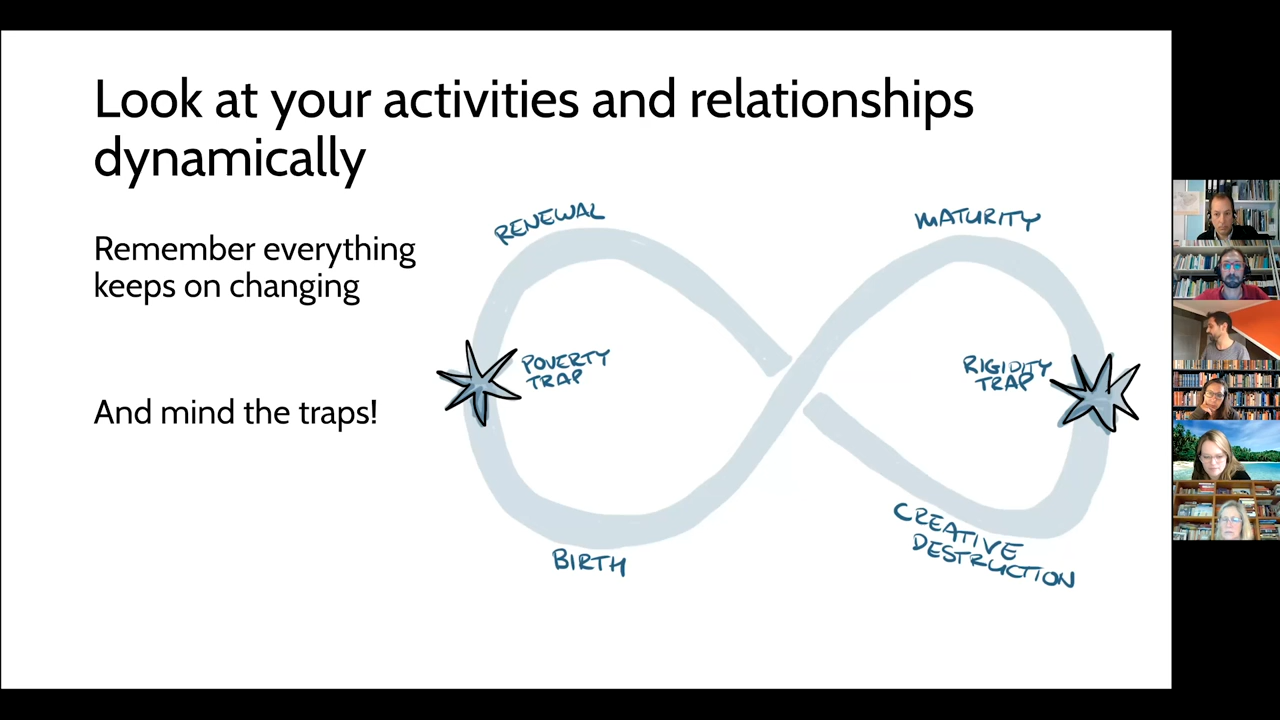 Look at your activities and relationships
dynamically
Remember everything
keeps on changing
And mind the traps!
RENEWAL
MATURITY
POVERTY
TRAP
RIGIDITY
TRAP
BIRTH
CREATIVE
DESTRUCTION